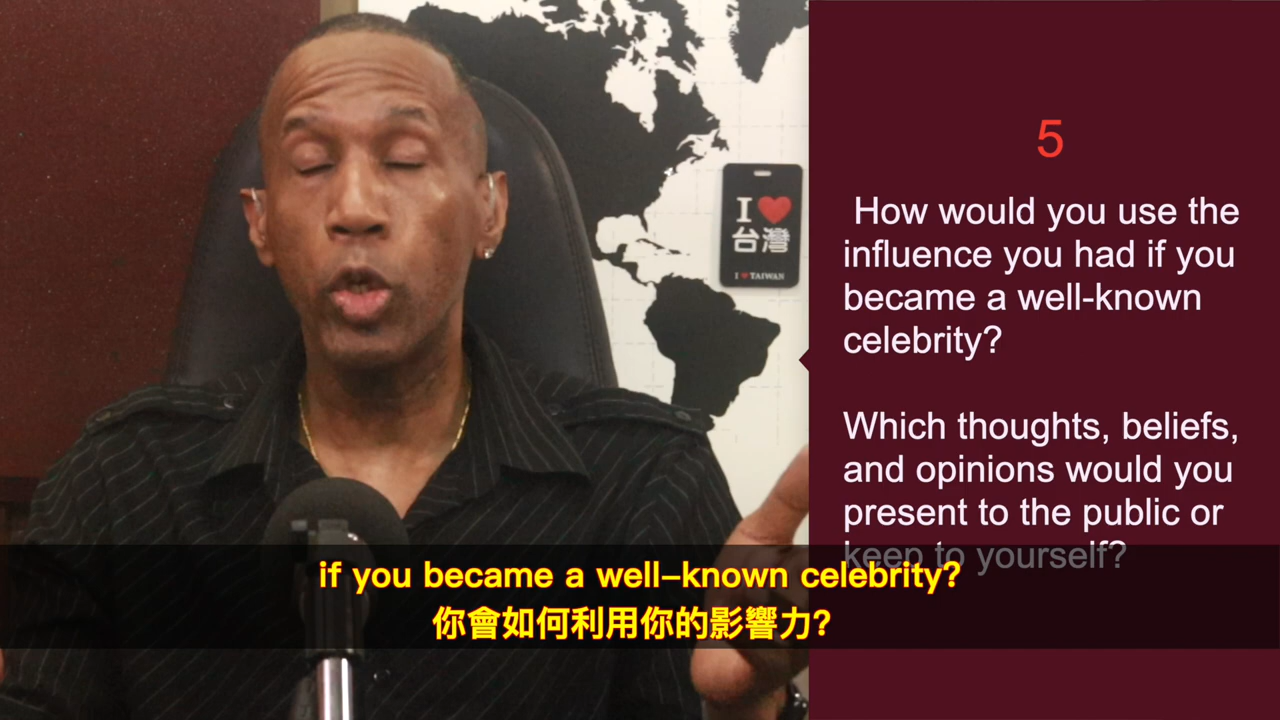 I ❤️
台灣
I ♥ TAIWAN
5
How would you use the
influence you had if you
became a well-known
celebrity?
Which thoughts, beliefs,
and opinions would you
present to the public or
keep to yourself?
if you became a well–known celebrity?
你會如何利用你的影響力?